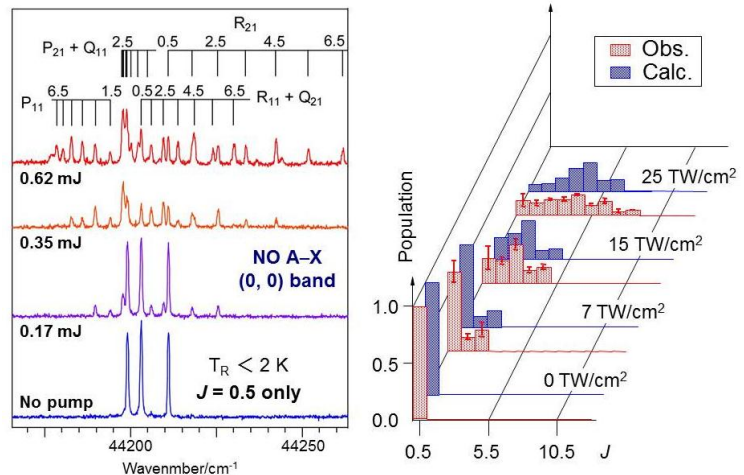 R21
P21 + Q11
2.5 0.5 2.5 4.5 6.5
P11 6.5 1.5 0.5 2.5 4.5 6.5 R11 + Q21
0.62 mJ
0.35 mJ
NO A–X
(0, 0) band
0.17 mJ
TR < 2 K
J = 0.5 only
No pump
44200 44250
Wavenmber/cm-1
Obs.
Calc.
25 TW/cm2
15 TW/cm2
7 TW/cm2
0 TW/cm2
Population
1.0
0.5
0.0
0.5 5.5 10.5 J